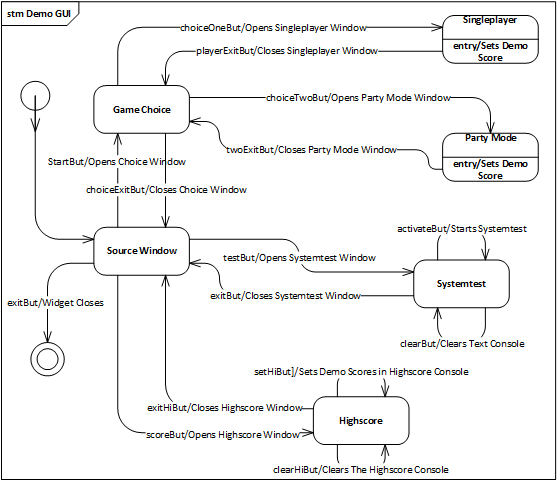 stm Demo GUI
choiceOneBut/Opens Singleplayer Window
Singleplayer
playerExitBut/Closes Singleplayer Window
entry/Sets Demo
Score
Game Choice
choiceTwoBut/Opens Party Mode Window
Party Mode
twoExitBut/Closes Party Mode Window
entry/Sets Demo
Score
StartBut/Opens Choice Window
choiceExitBut/Closes Choice Window
Source Window
activateBut/Starts Systemtest
testBut/Opens Systemtest Window
Systemtest
exitBut/Closes Systemtest Window
exitBut/Widget Closes
clearBut/Clears Text Console
setHiBut]/Sets Demo Scores in Highscore Console
exitHiBut/Closes Highscore Window
Highscore
scoreBut/Opens Highscore Window
clearHiBut/Clears The Highscore Console